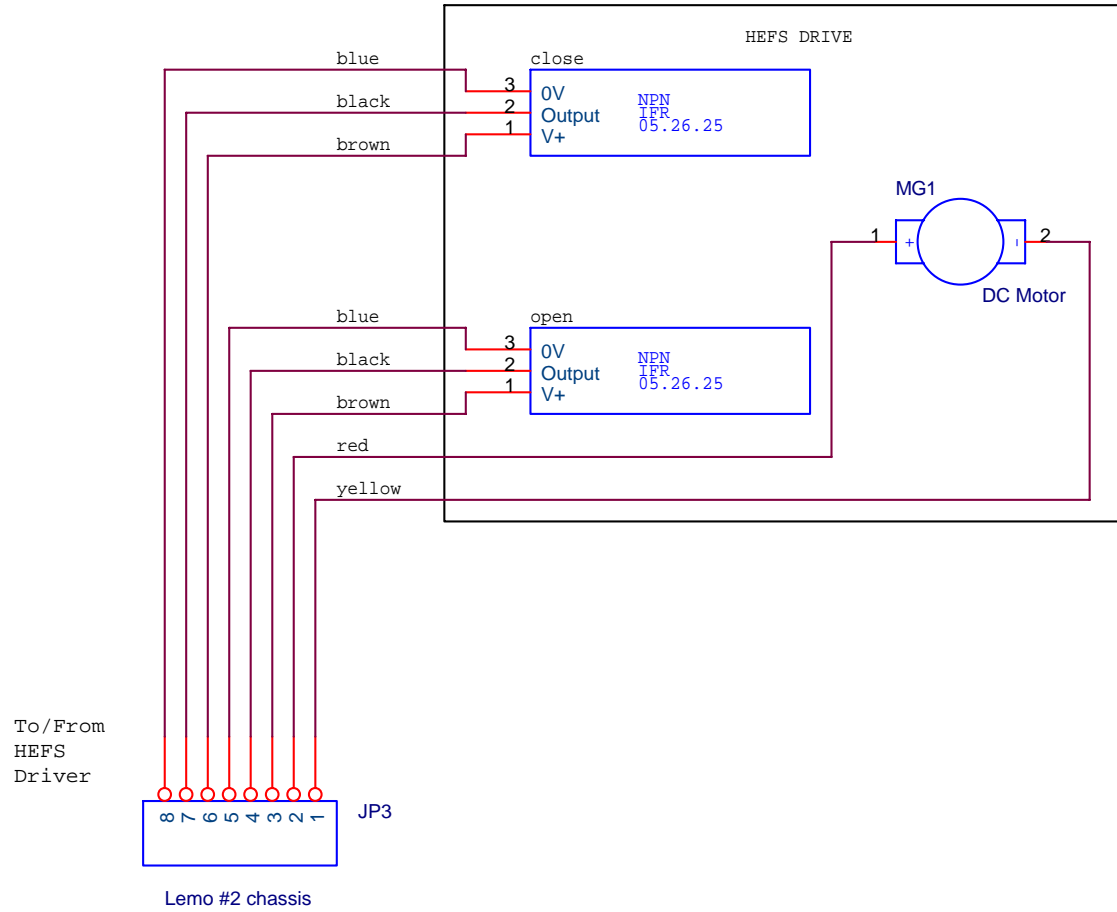 HEFS DRIVE
blue
close
3
0V
NPN
IFR
05.26.25
black
2
Output
1
V+
brown
MG1
1
+
-
2
DC Motor
blue
open
3
0V
NPN
IFR
05.26.25
black
2
Output
1
V+
brown
red
yellow
To/From
HEFS
Driver
8
7
6
5
4
3
2
1
JP3
Lemo #2 chassis